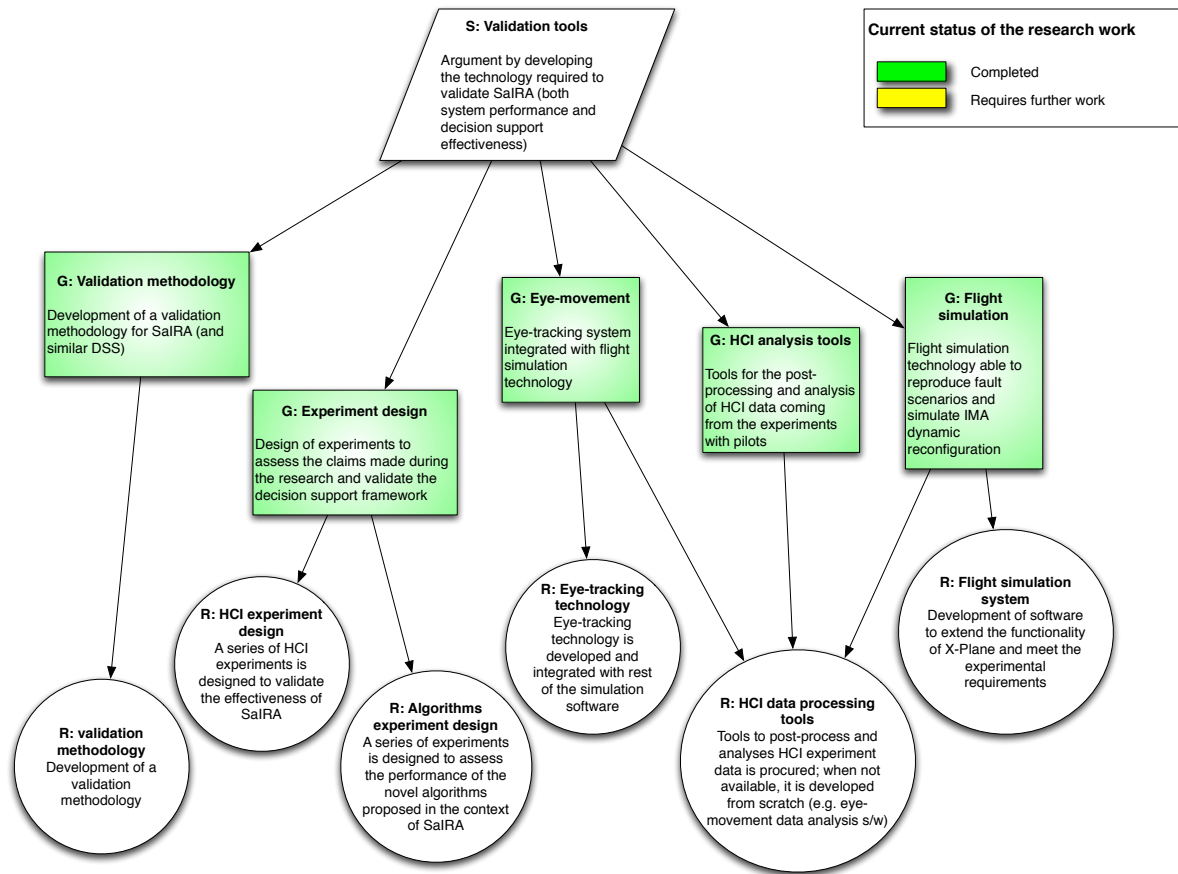 S: Validation tools
Argument by developing
the technology required to
validate SaIRA (both
system performance and
decision support
effectiveness)
Current status of the research work
Completed
Requires further work
G: Validation methodology
Development of a validation
methodology for SaIRA (and
similar DSS)
G: Experiment design
Design of experiments to
assess the claims made during
the research and validate the
decision support framework
G: Eye-movement
Eye-tracking system
integrated with flight
simulation
technology
G: HCI analysis tools
Tools for the post-
processing and analysis
of HCI data coming
from the experiments
with pilots
G: Flight
simulation
Flight simulation
technology able to
reproduce fault
scenarios and
simulate IMA
dynamic
reconfiguration
R: validation
methodology
Development of a
validation
methodology
R: HCI experiment
design
A series of HCI
experiments is
designed to validate
the effectiveness of
SaIRA
R: Algorithms
experiment design
A series of experiments
is designed to assess
the performance of the
novel algorithms
proposed in the context
of SaIRA
R: Eye-tracking
technology
Eye-tracking
technology is
developed and
integrated with rest
of the simulation
software
R: HCI data processing
tools
Tools to post-process and
analyses HCI experiment
data is procured; when not
available, it is developed
from scratch (e.g. eye-
movement data analysis s/w)
R: Flight simulation
system
Development of software
to extend the functionality
of X-Plane and meet the
experimental
requirements